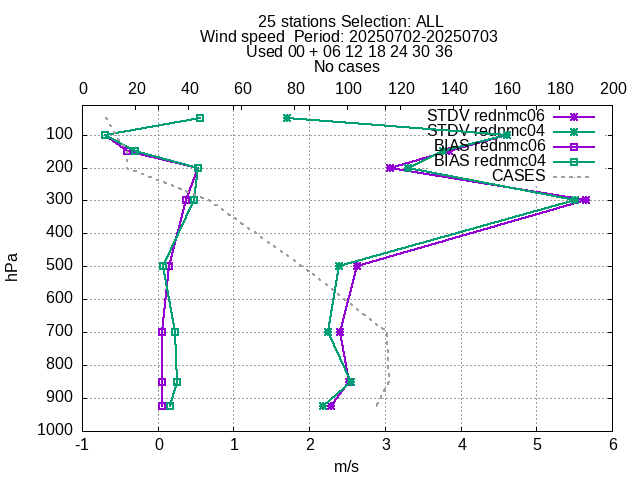 25 stations Selection: ALL
Wind speed  Period: 20250702-20250703
Used 00 + 06 12 18 24 30 36
No cases
0 20 40 60 80 100 120 140 160 180 200
STDV rednmc06
STDV rednmc04
BIAS rednmc06
BIAS rednmc04
CASES
100
200
300
400
500
600
700
800
900
1000
hPa
-1 0 1 2 3 4 5 6
m/s